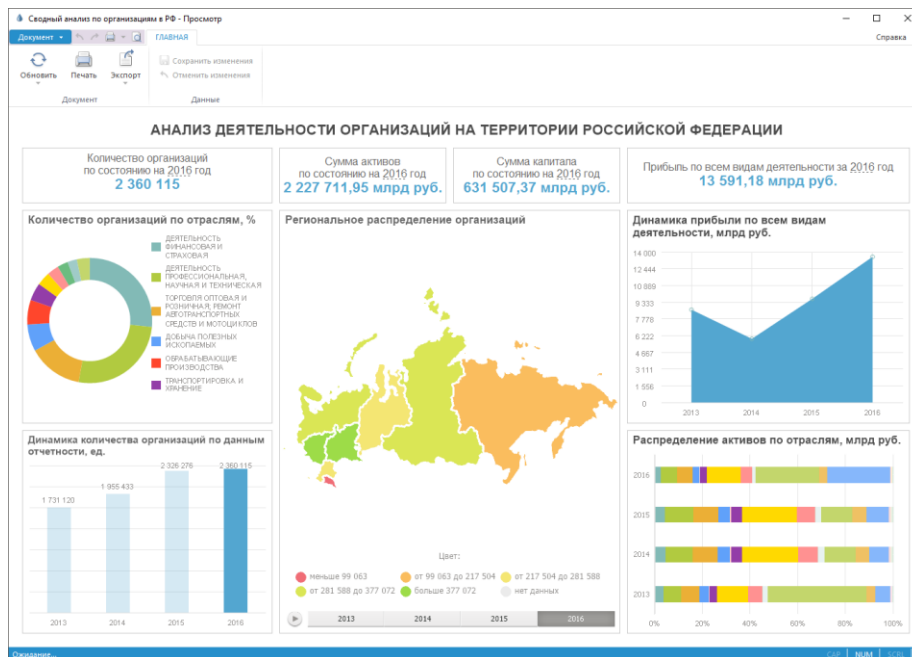 Сводный анализ по организациям в РФ - Просмотр
Документ
ГЛАВНАЯ
Справка
Обновить
Печать
Экспорт
Сохранить изменения
Отменить изменения
Документ
Данные
АНАЛИЗ ДЕЯТЕЛЬНОСТИ ОРГАНИЗАЦИЙ НА ТЕРРИТОРИИ РОССИЙСКОЙ ФЕДЕРАЦИИ
Количество организаций
по состоянию на 2016 год
2 360 115
Сумма активов
по состоянию на 2016 год
2 227 711,95 млрд руб.
Сумма капитала
по состоянию на 2016 год
631 507,37 млрд руб.
Прибыль по всем видам деятельности за 2016 год
13 591,18 млрд руб.
Количество организаций по отраслям, %
ДЕЯТЕЛЬНОСТЬ
ФИНАНСОВАЯ И
СТРАХОВАЯ
ДЕЯТЕЛЬНОСТЬ
ПРОФЕССИОНАЛЬНАЯ,
НАУЧНАЯ И ТЕХНИЧЕСКАЯ
ТОРГОВЛЯ ОПТОВАЯ И
РОЗНИЧНАЯ, РЕМОНТ
АВТОТРАНСПОРТНЫХ
СРЕДСТВ И МОТОЦИКЛОВ
ДОБЫЧА ПОЛЕЗНЫХ
ИСКОПАЕМЫХ
ОБРАБАТЫВАЮЩИЕ
ПРОИЗВОДСТВА
ТРАНСПОРТИРОВКА И
ХРАНЕНИЕ
Региональное распределение организаций
Цвет:
меньше 99 063
от 99 063 до 217 504
от 217 504 до 281 588
от 281 588 до 377 072
больше 377 072
нет данных
2013
2014
2015
2016
Динамика прибыли по всем видам
деятельности, млрд руб.
14 000
12 444
10 889
9 333
7 778
6 222
4 667
3 111
1 556
0
2013
2014
2015
2016
Динамика количества организаций по данным
отчетности, ед.
1 731 120
1 955 433
2 326 276
2 360 115
2013
2014
2015
2016
Распределение активов по отраслям, млрд руб.
2016
2015
2014
2013
0%
20%
40%
60%
80%
100%
Ожидание...
CAP
NUM
SCRL